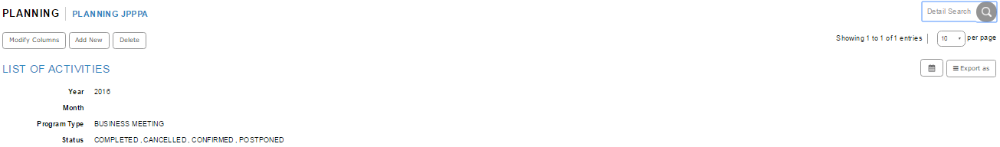 PLANNING PLANNING JPPPA Detail Search
Modify Columns Add New Delete Showing 1 to 1 of 1 entries 10 per page
LIST OF ACTIVITIES Export as
Year 2016
Month
Program Type BUSINESS MEETING
Status COMPLETED , CANCELLED , CONFIRMED , POSTPONED